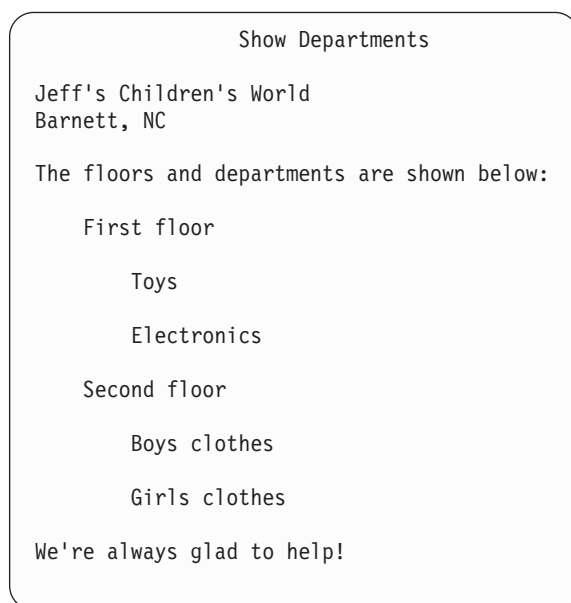 Show Departments
Jeff's Children's World
Barnett, NC
The floors and departments are shown below:
First floor
Toys
Electronics
Second floor
Boys clothes
Girls clothes
We're always glad to help!